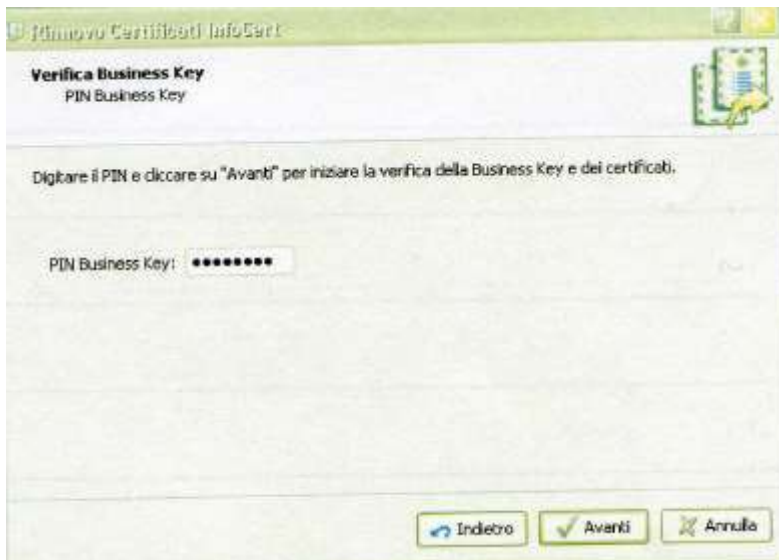 Rinnovo Certificati InfoCert
Verifica Business Key
PIN Business Key
Digitare il PIN e cliccare su "Avanti" per iniziare la verifica della Business Key e dei certificati.
PIN Business Key: ••••••••
Indietro
Avanti
Annulla